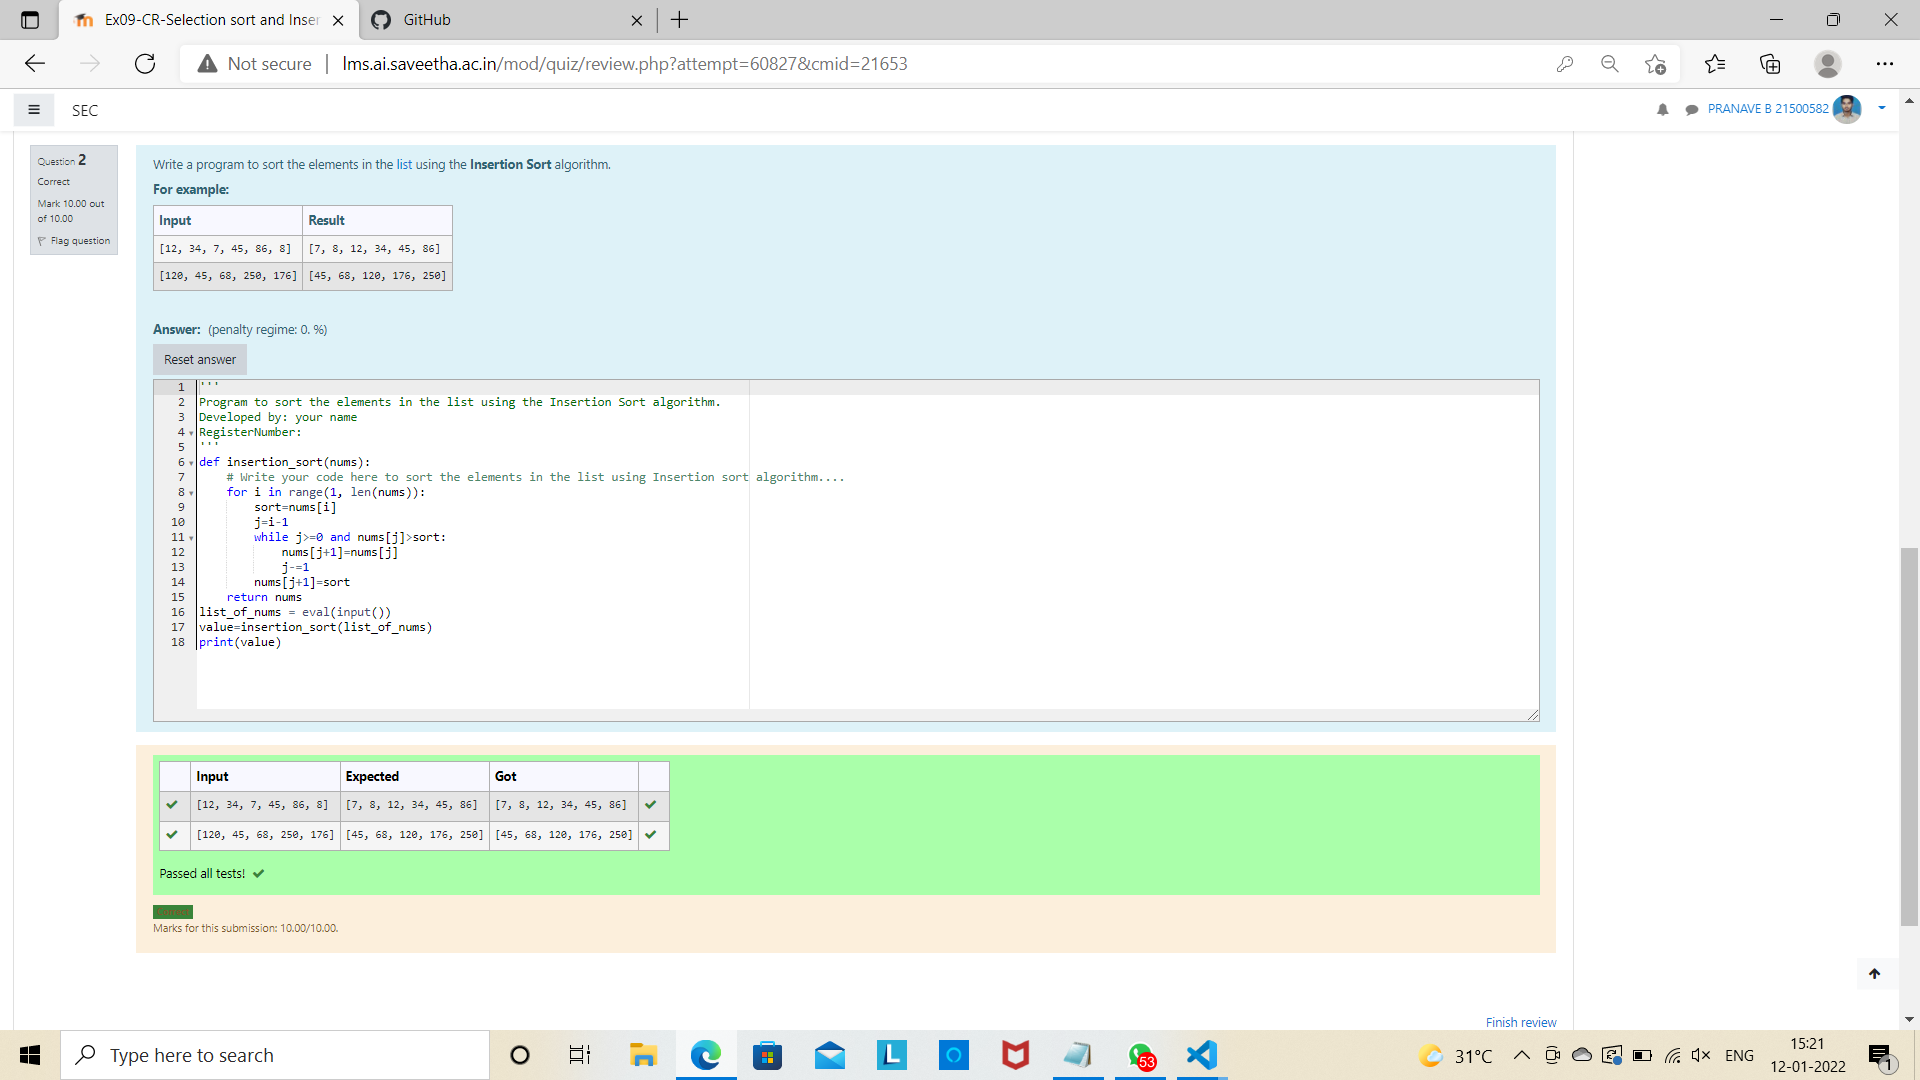 Ex09-CR-Selection sort and Inser
GitHub
Not secure
lms.ai.saveetha.ac.in/mod/quiz/review.php?attempt=60827&cmid=21653
SEC
PRANAVE B 21500582
Question 2
Correct
Mark 10.00 out
of 10.00
Flag question
Write a program to sort the elements in the list using the Insertion Sort algorithm.
For example:
Input Result
[12, 34, 7, 45, 86, 8] [7, 8, 12, 34, 45, 86]
[120, 45, 68, 250, 176] [45, 68, 120, 176, 250]
Answer: (penalty regime: 0. %)
Reset answer
1 '''
2 Program to sort the elements in the list using the Insertion Sort algorithm.
3 Developed by: your name
4 RegisterNumber:
5 '''
6 def insertion_sort(nums):
7 # Write your code here to sort the elements in the list using Insertion sort algorithm....
8 for i in range(1, len(nums)):
9 sort=nums[i]
10 j=i-1
11 while j>=0 and nums[j]>sort:
12 nums[j+1]=nums[j]
13 j-=1
14 nums[j+1]=sort
15 return nums
16 list_of_nums = eval(input())
17 value=insertion_sort(list_of_nums)
18 print(value)
Input Expected Got
[12, 34, 7, 45, 86, 8] [7, 8, 12, 34, 45, 86] [7, 8, 12, 34, 45, 86]
[120, 45, 68, 250, 176] [45, 68, 120, 176, 250] [45, 68, 120, 176, 250]
Passed all tests!
Marks for this submission: 10.00/10.00.
Finish review
Type here to search
L
53
31°C
ENG
15:21
12-01-2022
1